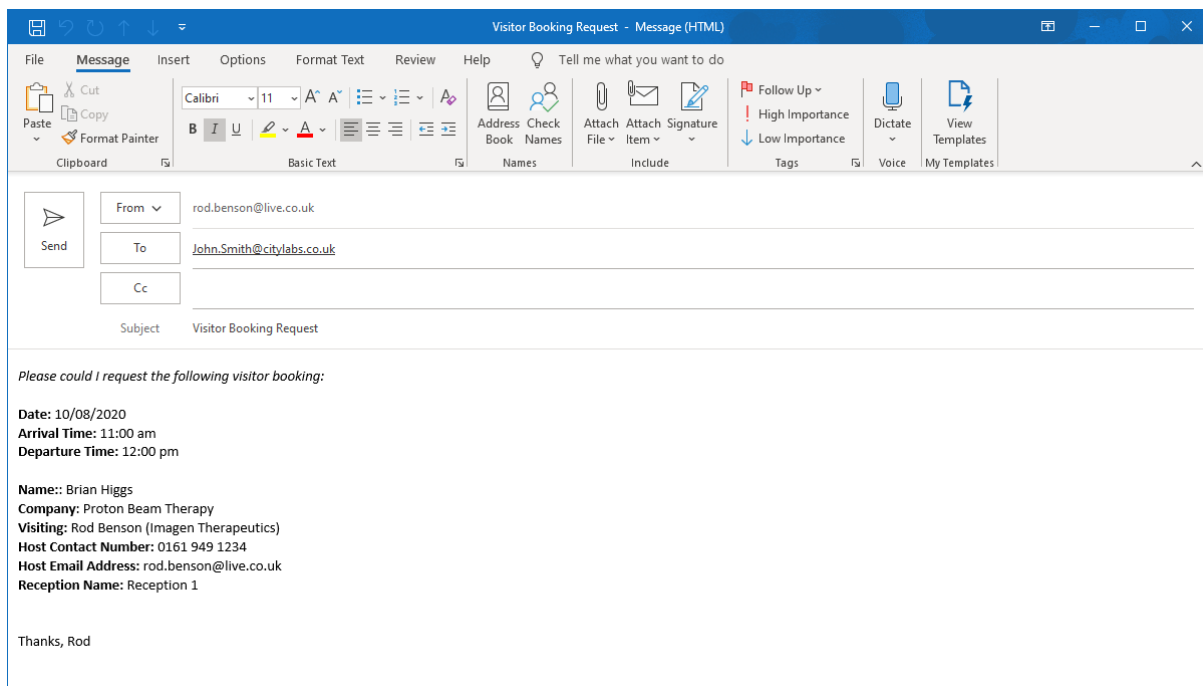 Visitor Booking Request - Message (HTML)
File Message Insert Options Format Text Review Help Tell me what you want to do
Paste
Cut
Copy
Format Painter
Clipboard
Calibri 11
B I U
Basic Text
Address Book
Check Names
Names
Attach File
Attach Item
Signature
Include
Follow Up
High Importance
Low Importance
Tags
Dictate
Voice
View Templates
My Templates
Send
From rod.benson@live.co.uk
To John.Smith@citylabs.co.uk
Cc
Subject Visitor Booking Request
Please could I request the following visitor booking:
Date: 10/08/2020
Arrival Time: 11:00 am
Departure Time: 12:00 pm
Name:: Brian Higgs
Company: Proton Beam Therapy
Visiting: Rod Benson (Imagen Therapeutics)
Host Contact Number: 0161 949 1234
Host Email Address: rod.benson@live.co.uk
Reception Name: Reception 1
Thanks, Rod